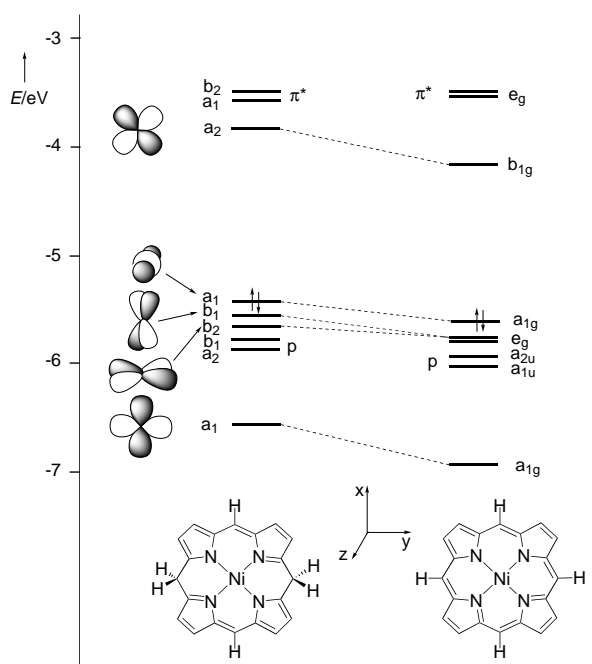 -3
E/eV
b2
a1
π*
π*
eg
-4
a2
b1g
-5
a1
b1
b2
b1
a2
p
a1g
eg
a2u
a1u
p
-6
a1
a1g
-7
x
y
z
H
H
H
H
H
H
N
N
N
N
Ni
H
H
H
H
N
N
N
N
Ni